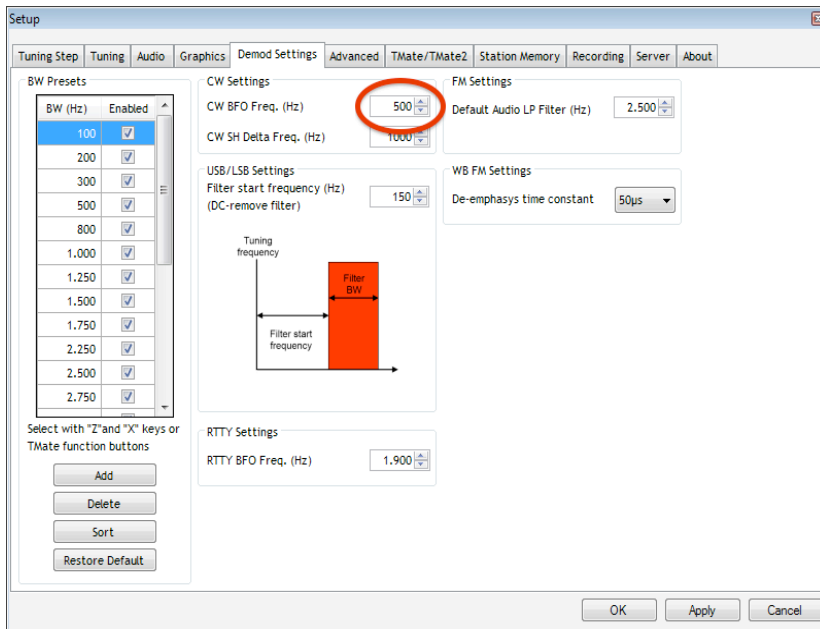 Setup
Tuning Step Tuning Audio Graphics Demod Settings Advanced TMate/TMate2 Station Memory Recording Server About
BW Presets
BW (Hz) Enabled
100
200
300
500
800
1.000
1.250
1.500
1.750
2.250
2.500
2.750
Select with "Z"and "X" keys or
TMate function buttons
Add
Delete
Sort
Restore Default
CW Settings
CW BFO Freq. (Hz) 500
CW SH Delta Freq. (Hz) 1000
USB/LSB Settings
Filter start frequency (Hz)
(DC-remove filter) 150
Tuning
frequency
Filter
BW
Filter start
frequency
RTTY Settings
RTTY BFO Freq. (Hz) 1.900
FM Settings
Default Audio LP Filter (Hz) 2.500
WB FM Settings
De-emphasys time constant 50µs
OK Apply Cancel